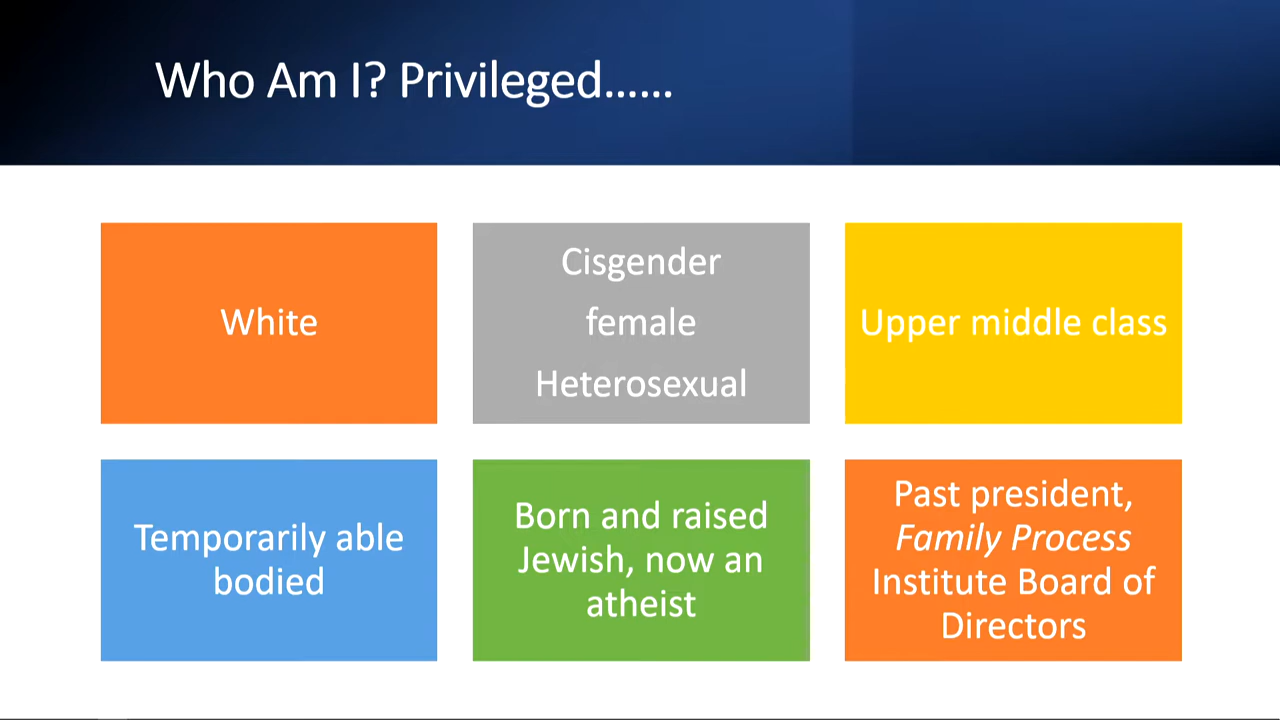 Who Am I? Privileged......
White
Cisgender
female
Heterosexual
Upper middle class
Temporarily able
bodied
Born and raised
Jewish, now an
atheist
Past president,
Family Process
Institute Board of
Directors